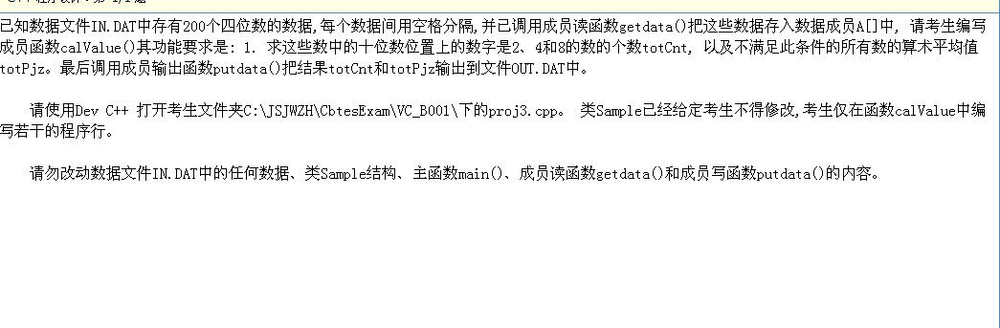 已知数据文件IN.DAT中存有200个四位数的数据,每个数据间用空格分隔,并已调用成员读函数getdata()把这些数据存入数据成员A[]中, 请考生编写
成员函数calValue()其功能要求是: 1. 求这些数中的十位数位置上的数字是2、4和8的数的个数totCnt, 以及不满足此条件的所有数的算术平均值
totPjz。最后调用成员输出函数putdata()把结果totCnt和totPjz输出到文件OUT.DAT中。
请使用Dev C++ 打开考生文件夹C:\JSJWZH\CbtesExam\VC_B001\下的proj3.cpp。 类Sample己经给定考生不得修改,考生仅在函数calValue中编
写若干的程序行。
请勿改动数据文件IN.DAT中的任何数据、类Sample结构、主函数main()、成员读函数getdata()和成员写函数putdata()的内容。